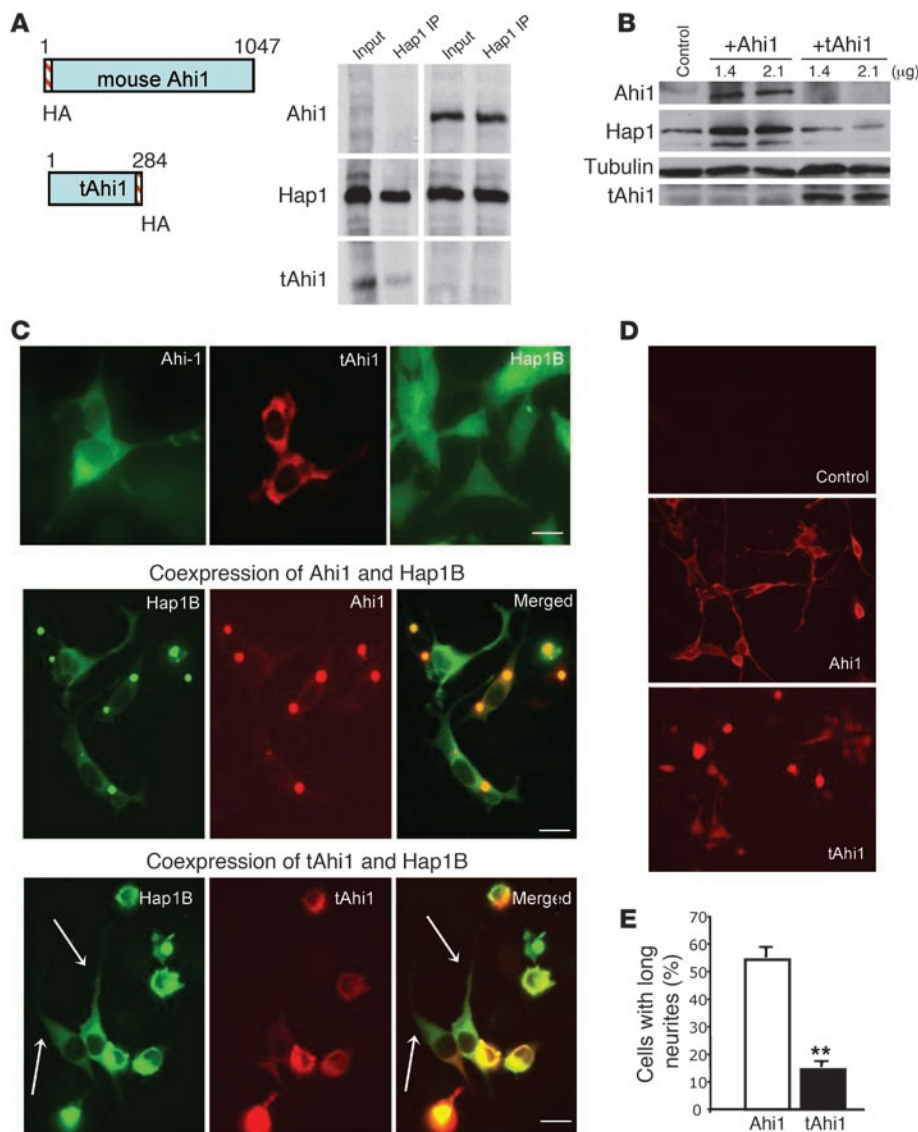 A
1 1047
mouse Ahi1
HA
1 284
tAhi1
HA
Input Hap1 IP Input Hap1 IP
Ahi1
Hap1
tAhi1
B
Control +Ahi1 +tAhi1
1.4 2.1 1.4 2.1 (μg)
Ahi1
Hap1
Tubulin
tAhi1
C
Ahi-1 tAhi1 Hap1B
Coexpression of Ahi1 and Hap1B
Hap1B Ahi1 Merged
Coexpression of tAhi1 and Hap1B
Hap1B tAhi1 Merged
D
Control
Ahi1
tAhi1
E
Cells with long
neurites (%)
70
60
50
40
30
20
10
0
**
Ahi1 tAhi1